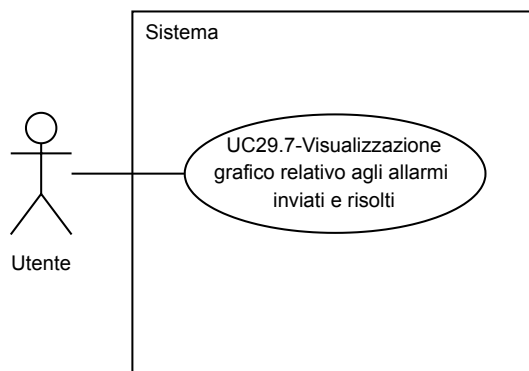 Sistema
UC29.7-Visualizzazione
grafico relativo agli allarmi
inviati e risolti
Utente